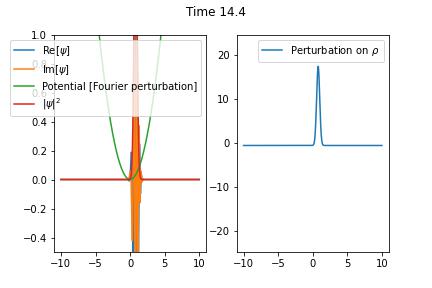 Time 14.4
Re[ψ]
Im[ψ]
Potential [Fourier perturbation]
|ψ|²
1.0
0.8
0.6
0.4
0.2
0.0
−0.2
−0.4
−10 −5 0 5 10
Perturbation on ρ
20
10
0
−10
−20
−10 −5 0 5 10